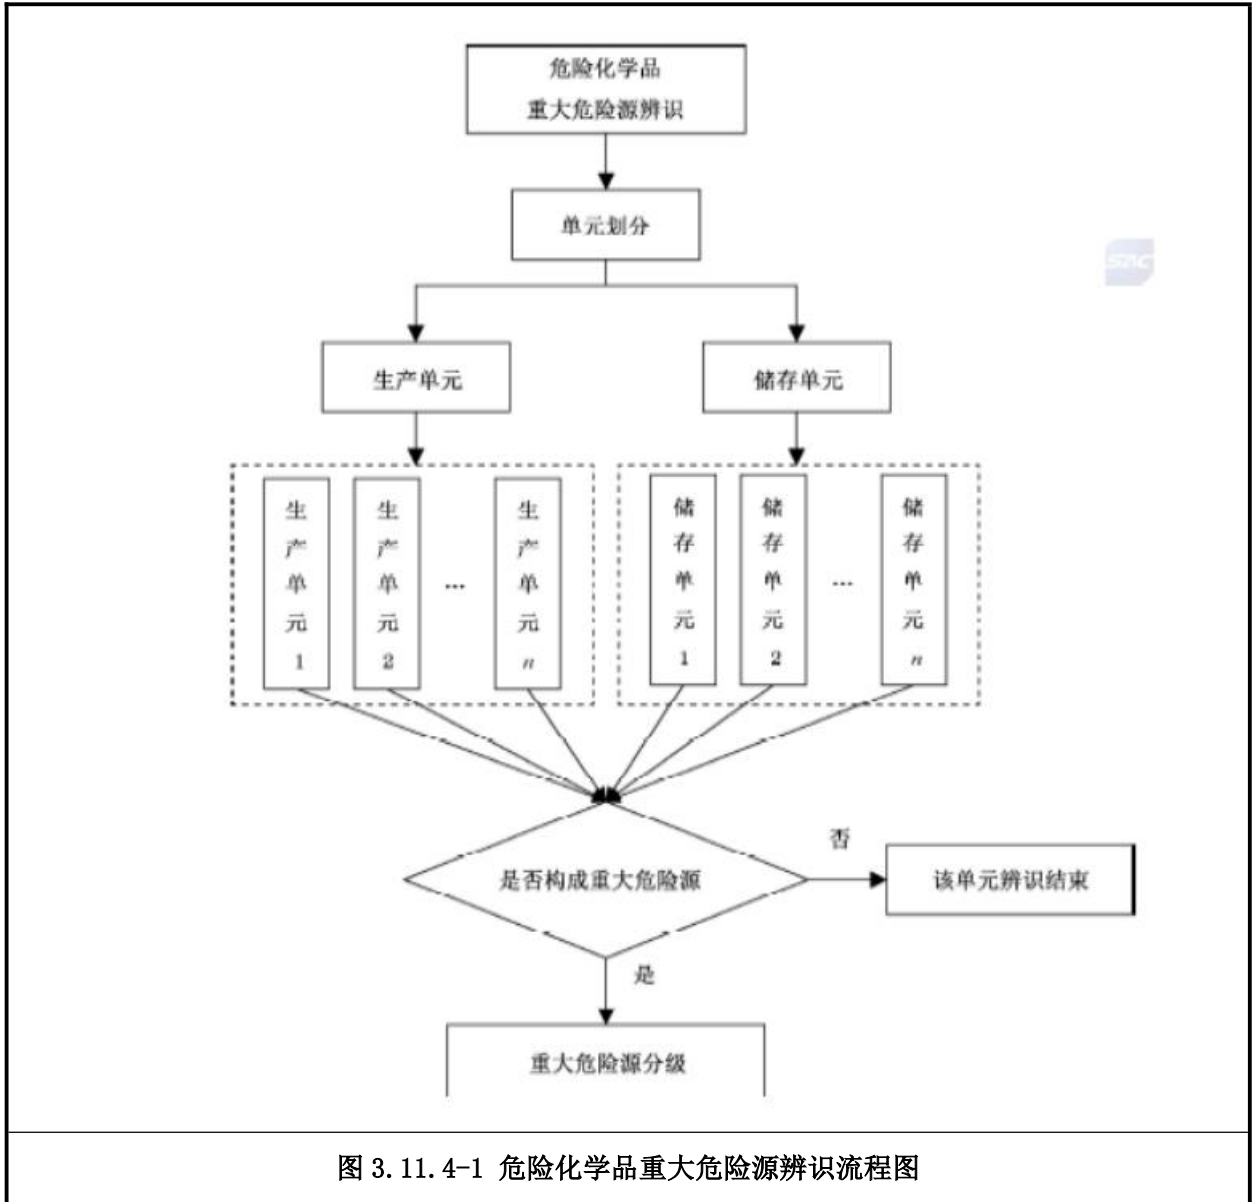 危险化学品
重大危险源辨识
单元划分
SAC
生产单元
储存单元
生产单元1
生产单元2
…
生产单元n
储存单元1
储存单元2
…
储存单元n
是否构成重大危险源
否
该单元辨识结束
是
重大危险源分级
图 3.11.4-1 危险化学品重大危险源辨识流程图